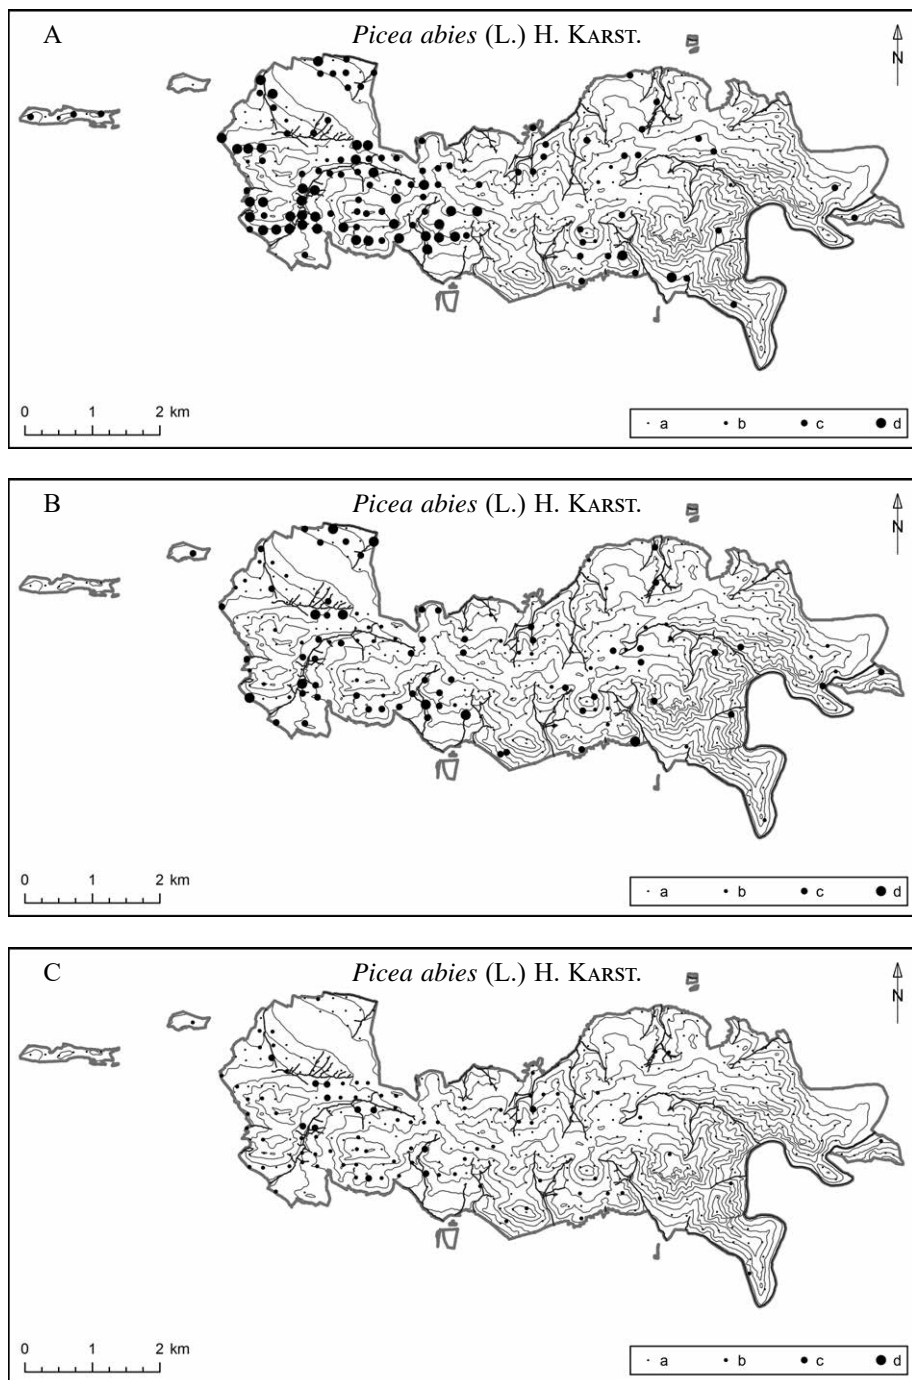 A
Picea abies (L.) H. KARST.
N
0 1 2 km
a b c d
B
Picea abies (L.) H. KARST.
N
0 1 2 km
a b c d
C
Picea abies (L.) H. KARST.
N
0 1 2 km
a b c d